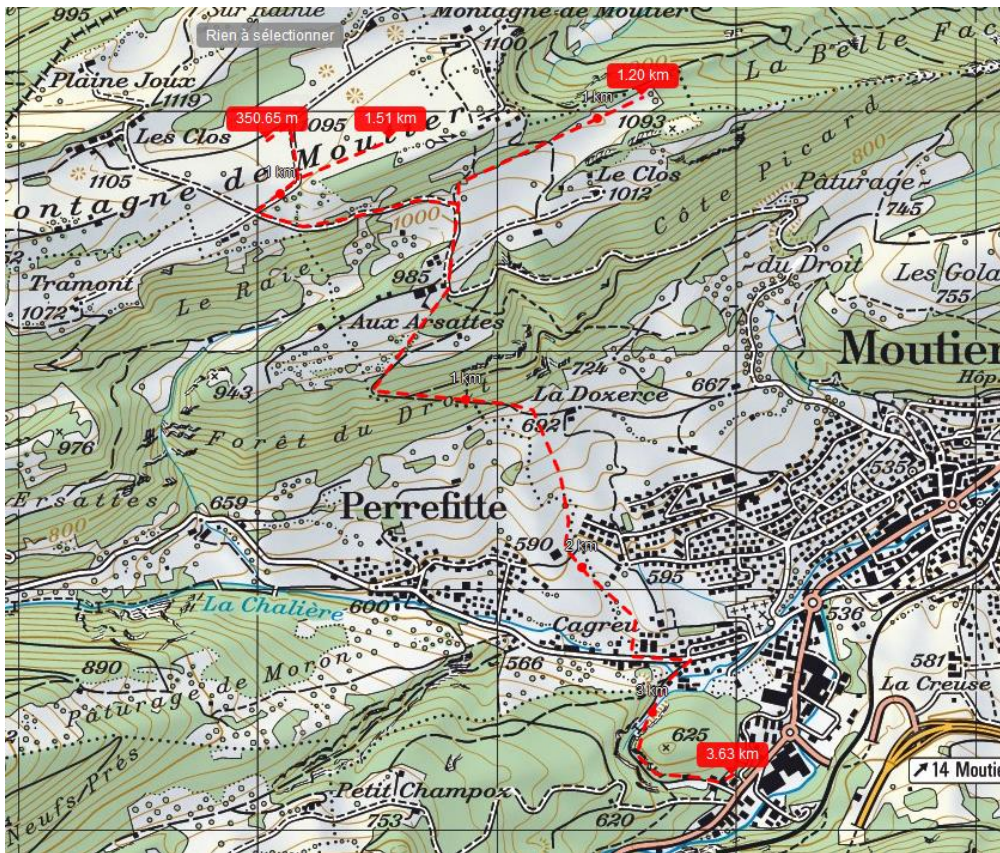 995
Sur Rainie
Montagne de Moutier
Rien à sélectionner
1100
La Belle Fac
Plaine Joux
1119
1.20 km
350.65 m
1095
1.51 km
1 km
1093
Les Clos
Moutier
Côte Picard
800
1105
1 km
Le Clos
1012
Pâturage-
ontagne de
1000
745
52
du Droit
Les Gola
755
Tramont
1072
Le Raie
985
Aux Arsattes
Moutier
Hôp
1 km
724
667
943
La Doxerce
Forêt du Droit
692
976
535
Ersattes
800
659
Perrefitte
590
2 km
595
La Chalière
600
536
Cagreu
566
581
890
Pâturage de Moron
3 km
La Creuse
625
3.63 km
14 Moutie
Neufs Prés
Petit Champoz
753
620